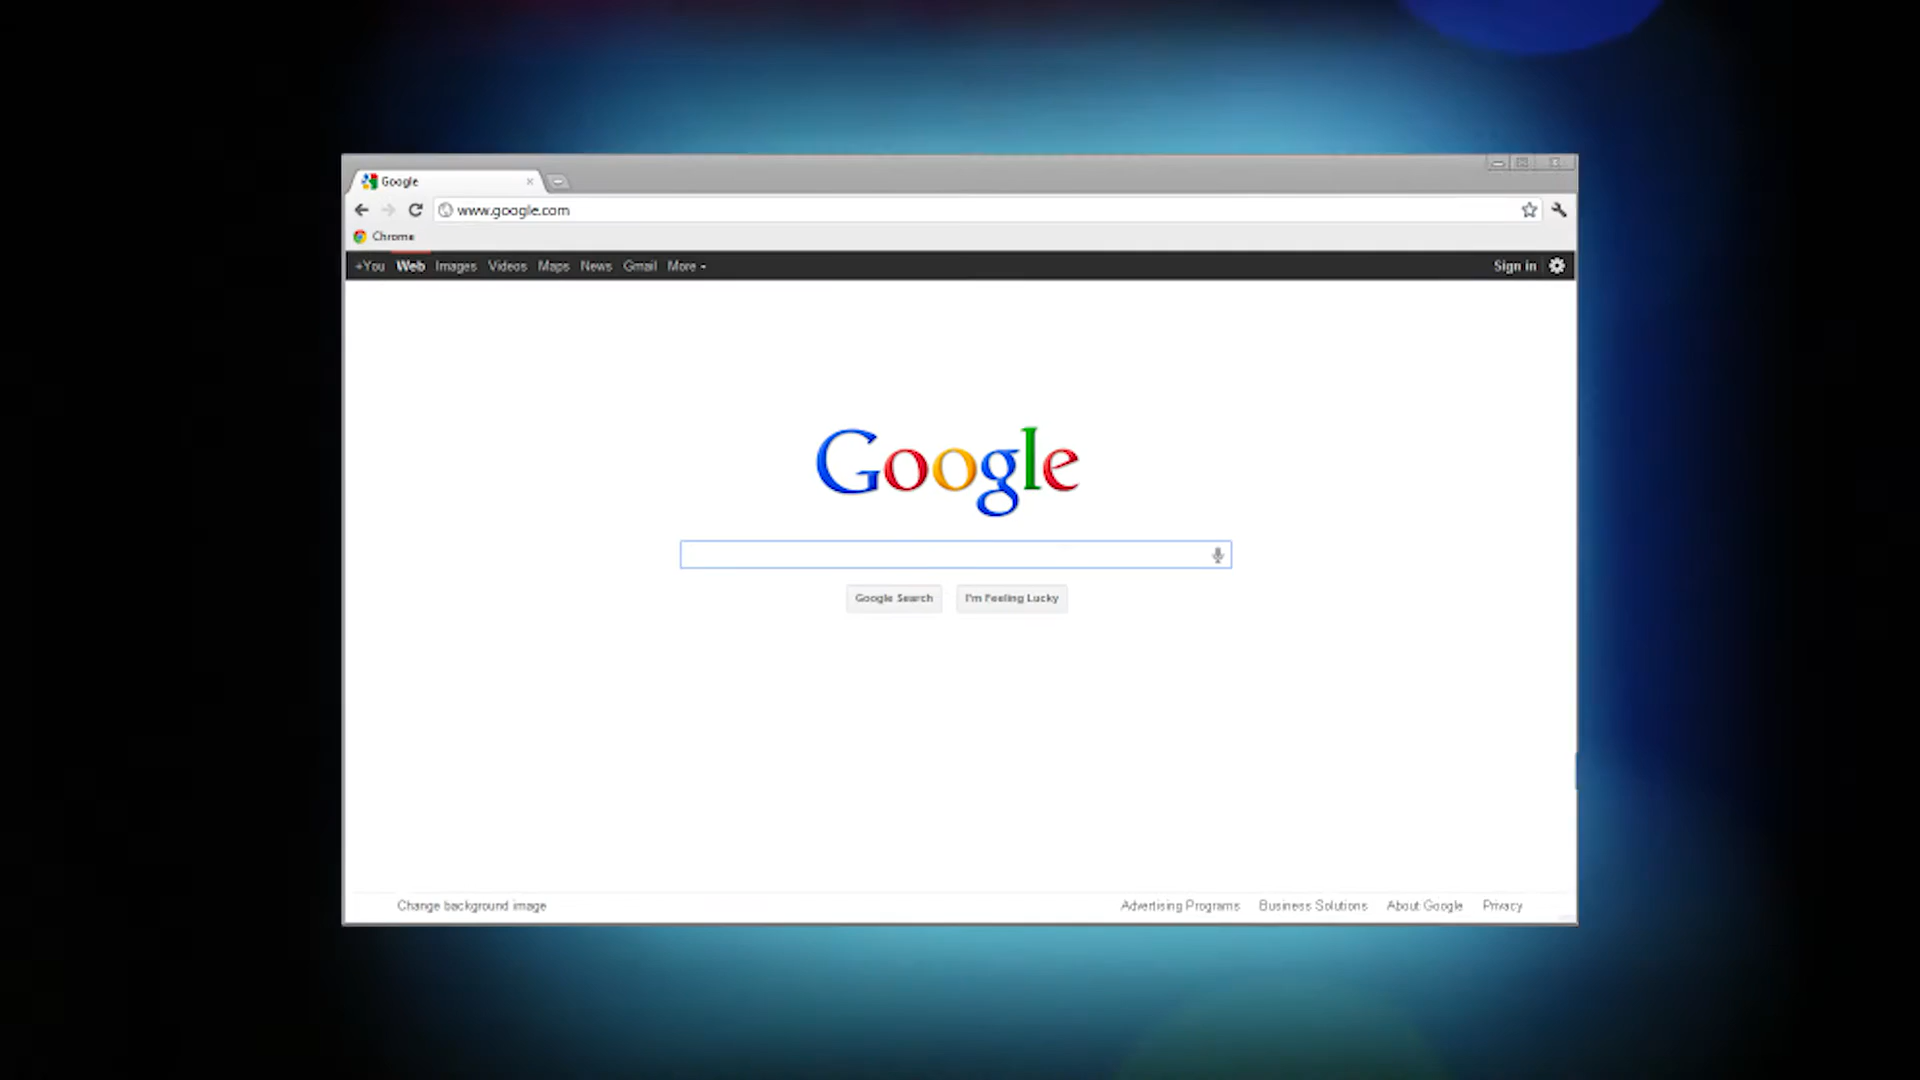 Google
www.google.com
Chrome
+You Web Images Videos Maps News Gmail More Sign in
Google
Google Search I'm Feeling Lucky
Change background image Advertising Programs Business Solutions About Google Privacy